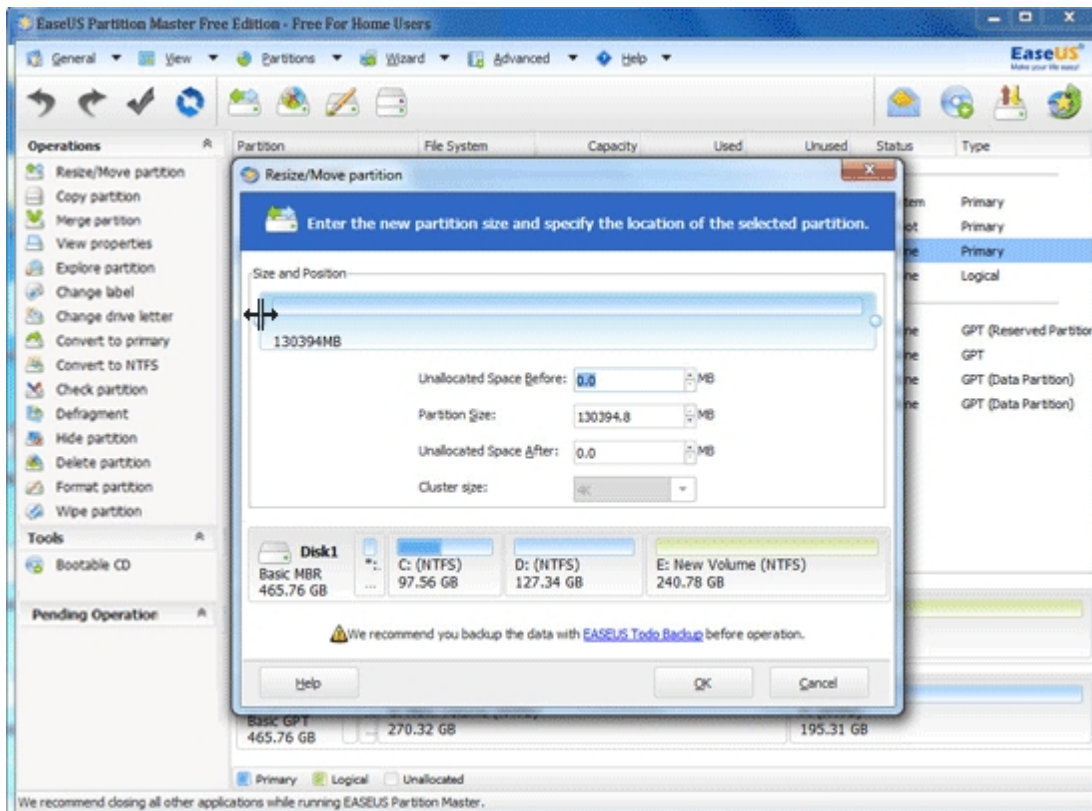 EaseUS Partition Master Free Edition - Free For Home Users
General View Partitions Wizard Advanced Help
EaseUS
Make your life easy!
Operations
Partition File System Capacity Used Unused Status Type
Resize/Move partition
Copy partition
Merge partition
View properties
Explore partition
Change label
Change drive letter
Convert to primary
Convert to NTFS
Check partition
Defragment
Hide partition
Delete partition
Format partition
Wipe partition
Tools
Bootable CD
Pending Operation
Resize/Move partition
Enter the new partition size and specify the location of the selected partition.
Size and Position
130394MB
Unallocated Space Before: 0.0 MB
Partition Size: 130394.8 MB
Unallocated Space After: 0.0 MB
Cluster size: 4K
Disk1
Basic MBR
465.76 GB
*:
...
C: (NTFS)
97.56 GB
D: (NTFS)
127.34 GB
E: New Volume (NTFS)
240.78 GB
We recommend you backup the data with EASEUS Todo Backup before operation.
Help OK Cancel
Primary
Primary
Primary
Logical
GPT (Reserved Partition
GPT
GPT (Data Partition)
GPT (Data Partition)
Basic GPT
465.76 GB
...
270.32 GB
195.31 GB
Primary Logical Unallocated
We recommend closing all other applications while running EASEUS Partition Master.